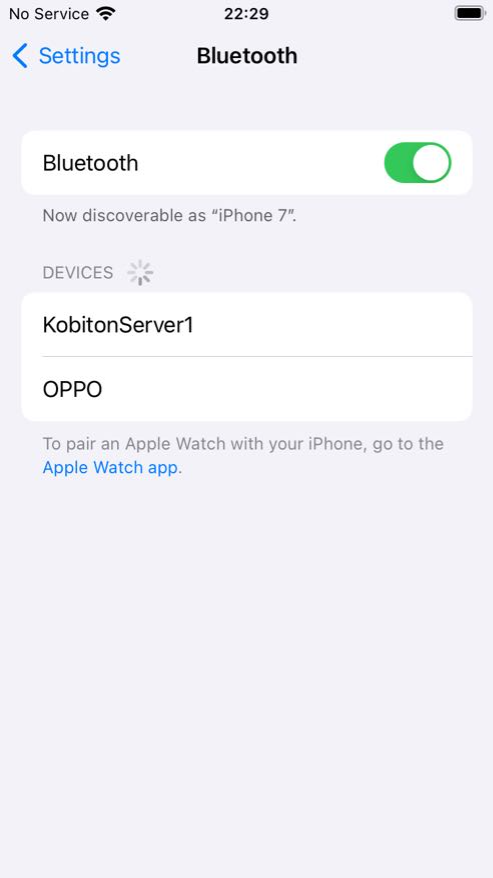 No Service 22:29
Settings Bluetooth
Bluetooth
Now discoverable as “iPhone 7”.
DEVICES
KobitonServer1
OPPO
To pair an Apple Watch with your iPhone, go to the
Apple Watch app.